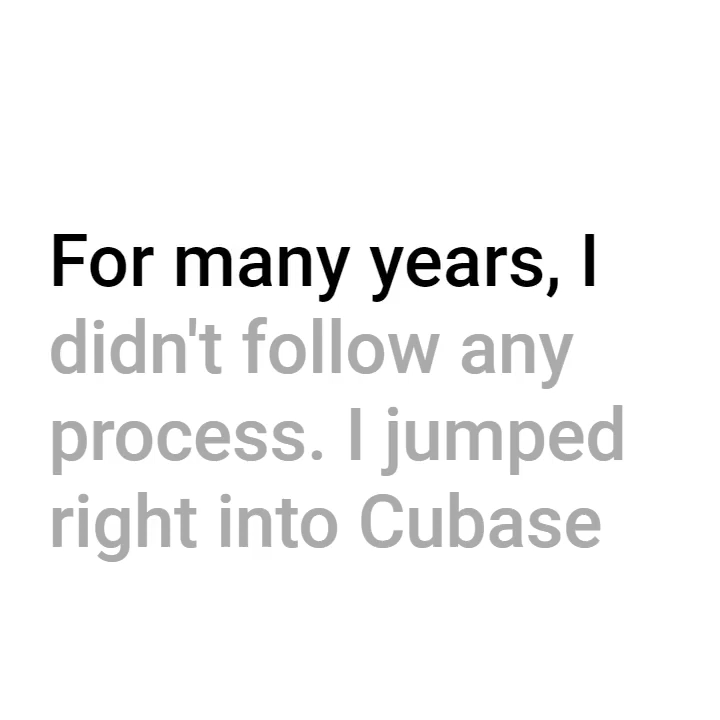 For many years, I
didn't follow any
process. I jumped
right into Cubase